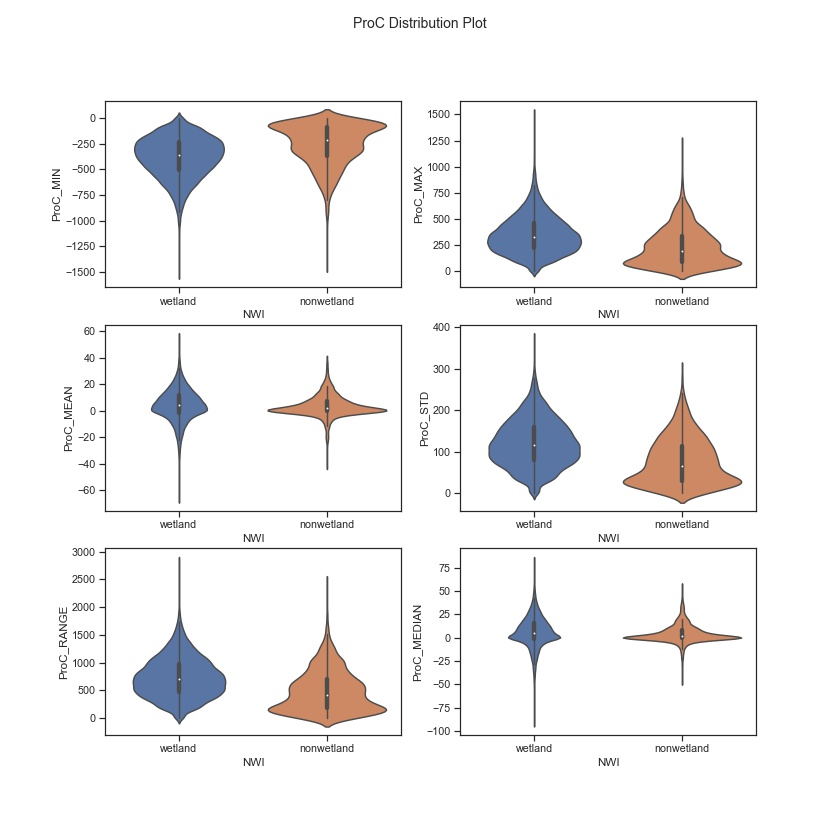 ProC Distribution Plot
ProC_MIN
0
−250
−500
−750
−1000
−1250
−1500
wetland
nonwetland
NWI
ProC_MAX
1500
1250
1000
750
500
250
0
wetland
nonwetland
NWI
ProC_MEAN
60
40
20
0
−20
−40
−60
wetland
nonwetland
NWI
ProC_STD
400
300
200
100
0
wetland
nonwetland
NWI
ProC_RANGE
3000
2500
2000
1500
1000
500
0
wetland
nonwetland
NWI
ProC_MEDIAN
75
50
25
0
−25
−50
−75
−100
wetland
nonwetland
NWI